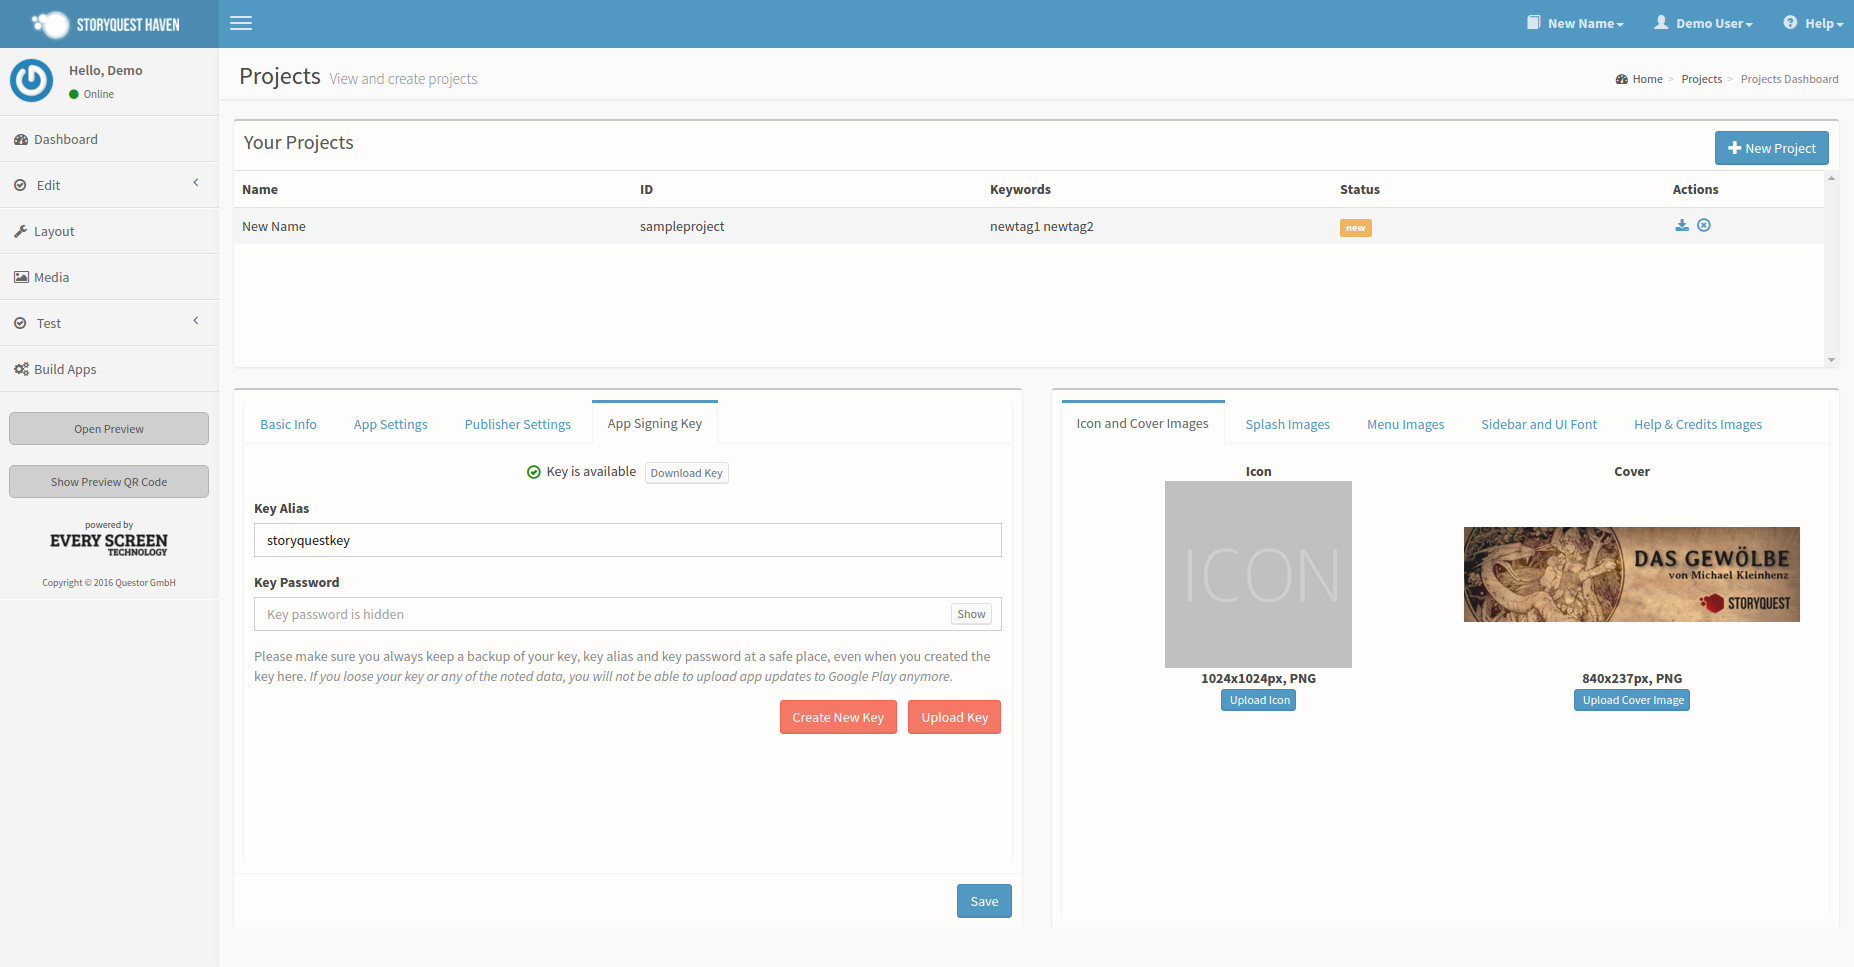 STORYQUEST HAVEN
New Name
Demo User
Help
Hello, Demo
Online
Projects View and create projects
Home > Projects > Projects Dashboard
Dashboard
Edit
Layout
Media
Test
Build Apps
Open Preview
Show Preview QR Code
powered by
EVERY SCREEN
TECHNOLOGY
Copyright © 2016 Questor GmbH
Your Projects
New Project
Name ID Keywords Status Actions
New Name sampleproject newtag1 newtag2 new
Basic Info App Settings Publisher Settings App Signing Key
Key is available Download Key
Key Alias
storyquestkey
Key Password
Key password is hidden Show
Please make sure you always keep a backup of your key, key alias and key password at a safe place, even when you created the
key here. If you loose your key or any of the noted data, you will not be able to upload app updates to Google Play anymore.
Create New Key Upload Key
Save
Icon and Cover Images Splash Images Menu Images Sidebar and UI Font Help & Credits Images
Icon
ICON
1024x1024px, PNG
Upload Icon
Cover
DAS GEWÖLBE
von Michael Kleinhenz
STORYQUEST
840x237px, PNG
Upload Cover Image